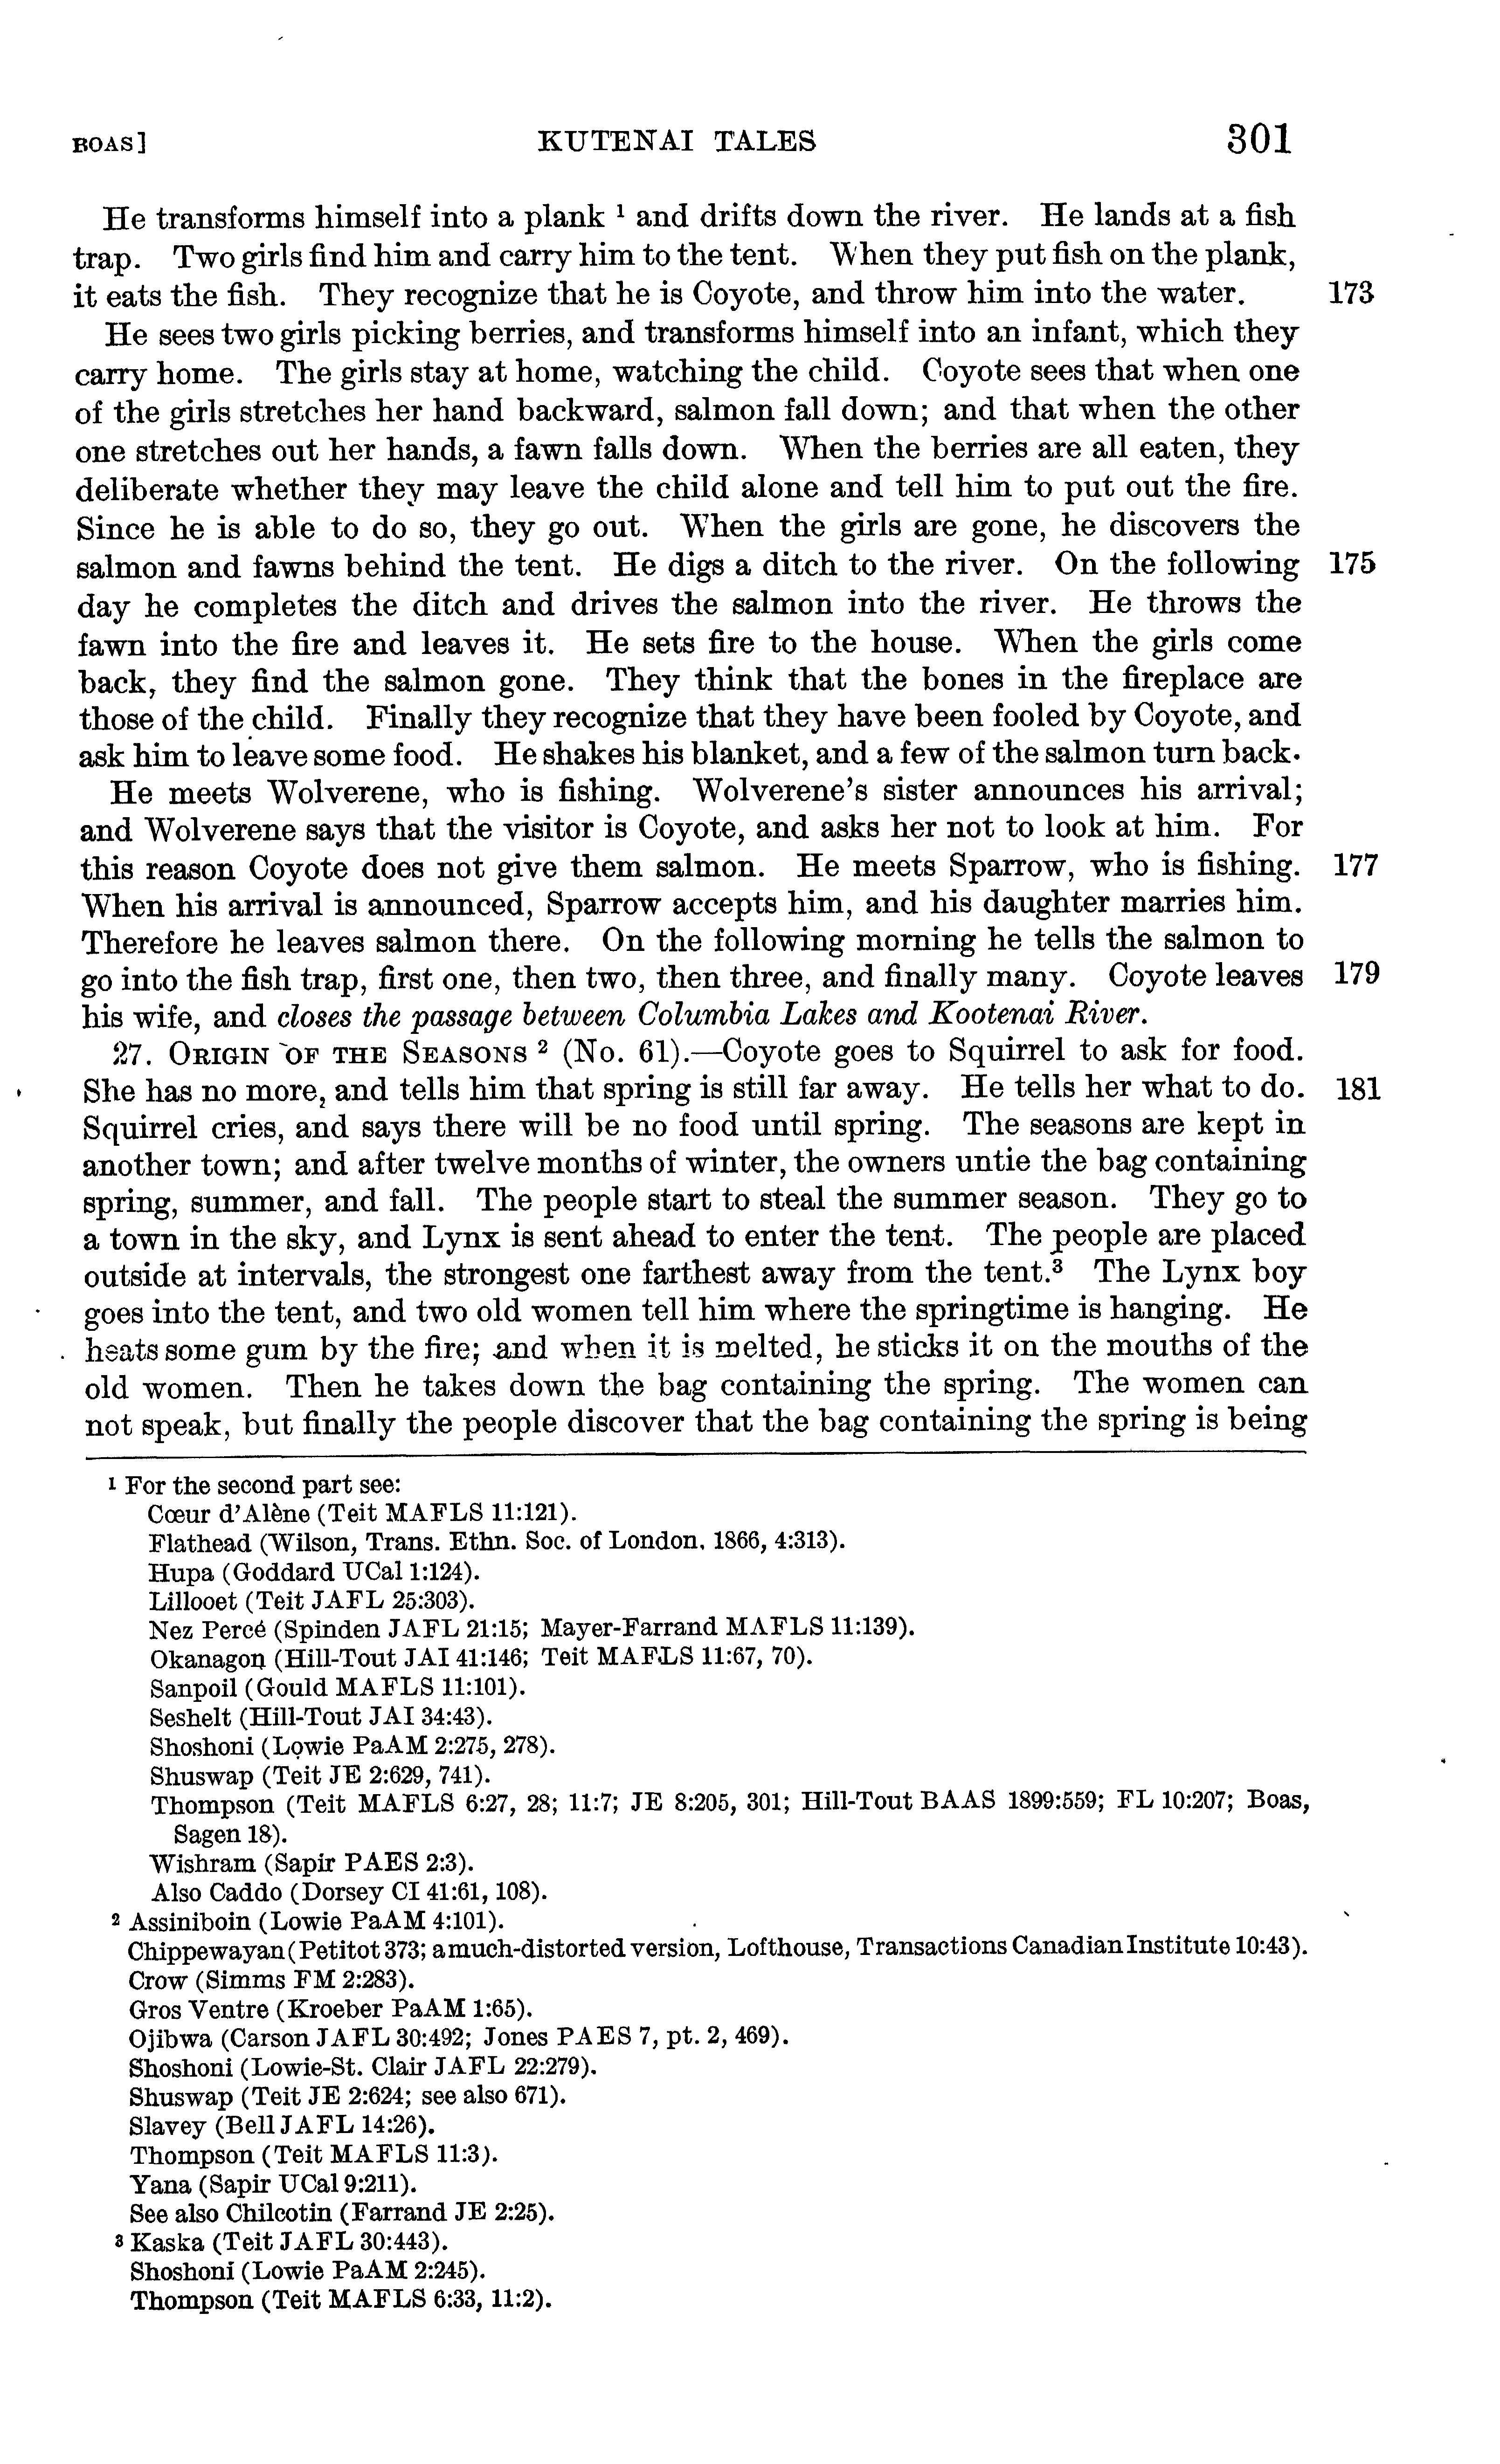 BOAS] KUTENAI TALES 301
He transforms himself into a plank ¹ and drifts down the river. He lands at a fish
trap. Two girls find him and carry him to the tent. When they put fish on the plank,
it eats the fish. They recognize that he is Coyote, and throw him into the water. 173
He sees two girls picking berries, and transforms himself into an infant, which they
carry home. The girls stay at home, watching the child. Coyote sees that when one
of the girls stretches her hand backward, salmon fall down; and that when the other
one stretches out her hands, a fawn falls down. When the berries are all eaten, they
deliberate whether they may leave the child alone and tell him to put out the fire.
Since he is able to do so, they go out. When the girls are gone, he discovers the
salmon and fawns behind the tent. He digs a ditch to the river. On the following 175
day he completes the ditch and drives the salmon into the river. He throws the
fawn into the fire and leaves it. He sets fire to the house. When the girls come
back, they find the salmon gone. They think that the bones in the fireplace are
those of the child. Finally they recognize that they have been fooled by Coyote, and
ask him to leave some food. He shakes his blanket, and a few of the salmon turn back.
He meets Wolverene, who is fishing. Wolverene's sister announces his arrival;
and Wolverene says that the visitor is Coyote, and asks her not to look at him. For
this reason Coyote does not give them salmon. He meets Sparrow, who is fishing. 177
When his arrival is announced, Sparrow accepts him, and his daughter marries him.
Therefore he leaves salmon there. On the following morning he tells the salmon to
go into the fish trap, first one, then two, then three, and finally many. Coyote leaves 179
his wife, and closes the passage between Columbia Lakes and Kootenai River.
27. ORIGIN OF THE SEASONS ² (No. 61).—Coyote goes to Squirrel to ask for food.
She has no more, and tells him that spring is still far away. He tells her what to do. 181
Squirrel cries, and says there will be no food until spring. The seasons are kept in
another town; and after twelve months of winter, the owners untie the bag containing
spring, summer, and fall. The people start to steal the summer season. They go to
a town in the sky, and Lynx is sent ahead to enter the tent. The people are placed
outside at intervals, the strongest one farthest away from the tent.³ The Lynx boy
goes into the tent, and two old women tell him where the springtime is hanging. He
heats some gum by the fire; and when it is melted, he sticks it on the mouths of the
old women. Then he takes down the bag containing the spring. The women can
not speak, but finally the people discover that the bag containing the spring is being
¹ For the second part see:
Cœur d'Alène (Teit MAFLS 11:121).
Flathead (Wilson, Trans. Ethn. Soc. of London, 1866, 4:313).
Hupa (Goddard UCal 1:124).
Lillooet (Teit JAFL 25:303).
Nez Percé (Spinden JAFL 21:15; Mayer-Farrand MAFLS 11:139).
Okanagon (Hill-Tout JAI 41:146; Teit MAFLS 11:67, 70).
Sanpoil (Gould MAFLS 11:101).
Seshelt (Hill-Tout JAI 34:43).
Shoshoni (Lowie PaAM 2:275, 278).
Shuswap (Teit JE 2:629, 741).
Thompson (Teit MAFLS 6:27, 28; 11:7; JE 8:205, 301; Hill-Tout BAAS 1899:559; FL 10:207; Boas,
Sagen 18).
Wishram (Sapir PAES 2:3).
Also Caddo (Dorsey CI 41:61, 108).
² Assiniboin (Lowie PaAM 4:101).
Chippewayan (Petitot 373; a much-distorted version, Lofthouse, Transactions Canadian Institute 10:43).
Crow (Simms FM 2:283).
Gros Ventre (Kroeber PaAM 1:65).
Ojibwa (Carson JAFL 30:492; Jones PAES 7, pt. 2, 469).
Shoshoni (Lowie-St. Clair JAFL 22:279).
Shuswap (Teit JE 2:624; see also 671).
Slavey (Bell JAFL 14:26).
Thompson (Teit MAFLS 11:3).
Yana (Sapir UCal 9:211).
See also Chilcotin (Farrand JE 2:25).
³ Kaska (Teit JAFL 30:443).
Shoshoni (Lowie PaAM 2:245).
Thompson (Teit MAFLS 6:33, 11:2).